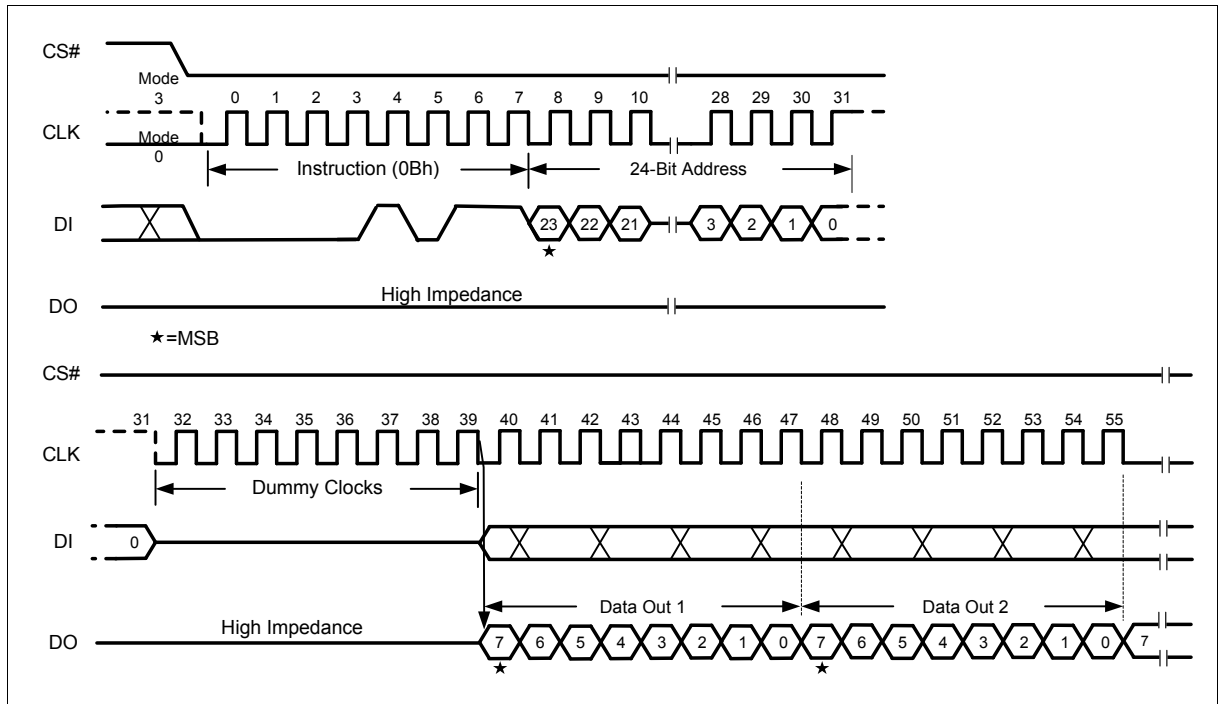 CS#
Mode 3
0 1 2 3 4 5 6 7 8 9 10 28 29 30 31
CLK
Mode 0
Instruction (0Bh) 24-Bit Address
DI
23 22 21 3 2 1 0
★
High Impedance
DO
★=MSB
CS#
31 32 33 34 35 36 37 38 39 40 41 42 43 44 45 46 47 48 49 50 51 52 53 54 55
CLK
Dummy Clocks
DI 0
Data Out 1 Data Out 2
High Impedance
DO 7 6 5 4 3 2 1 0 7 6 5 4 3 2 1 0 7
★ ★